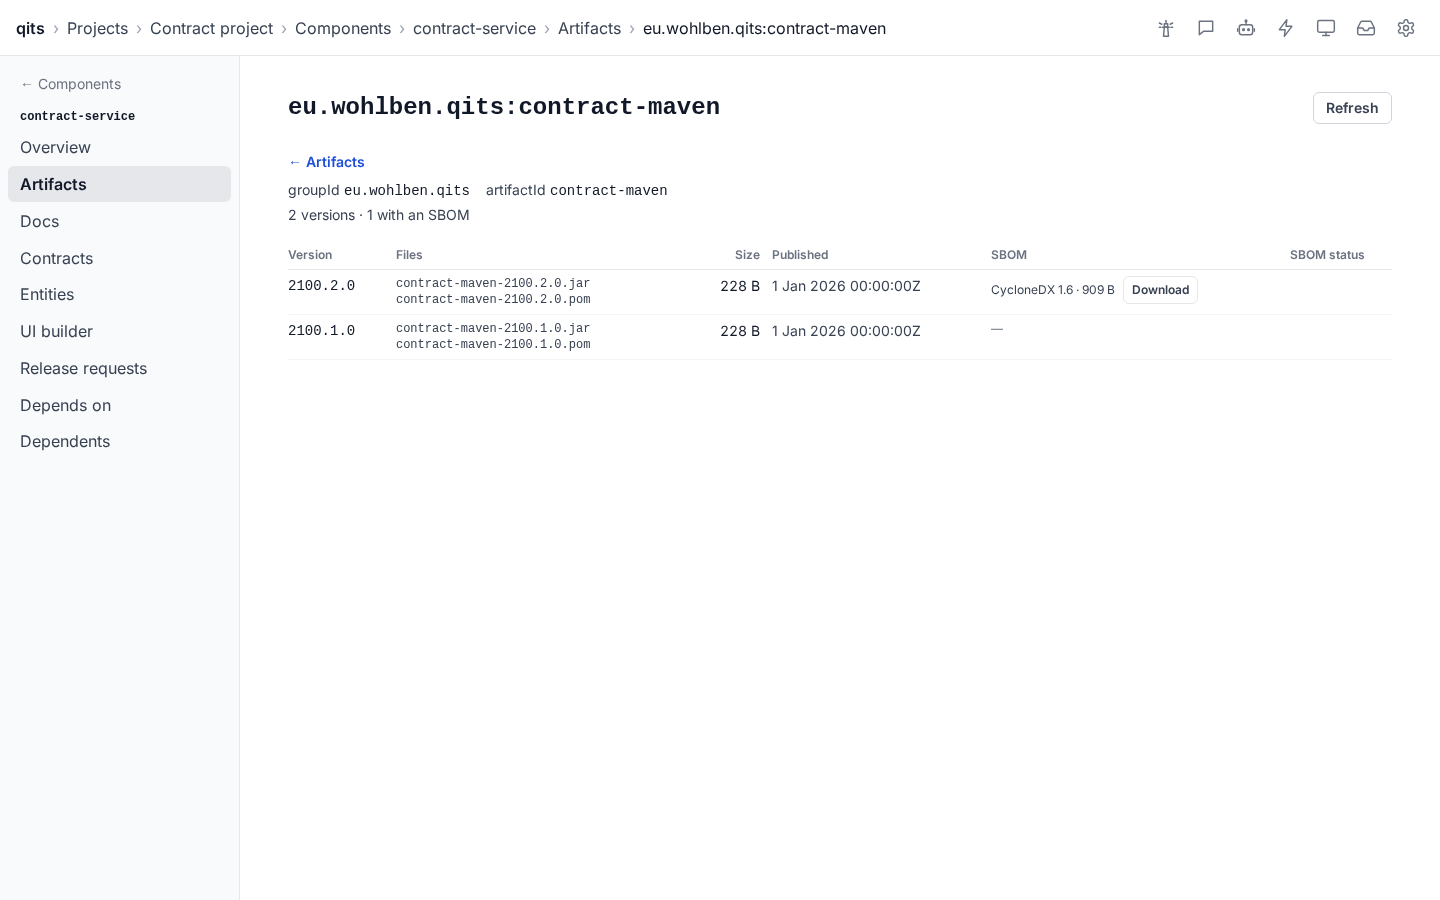 qits › Projects › Contract project › Components › contract-service › Artifacts › eu.wohlben.qits:contract-maven
← Components
contract-service
Overview
Artifacts
Docs
Contracts
Entities
UI builder
Release requests
Depends on
Dependents
eu.wohlben.qits:contract-maven
Refresh
← Artifacts
groupId eu.wohlben.qits artifactId contract-maven
2 versions · 1 with an SBOM
Version Files Size Published SBOM SBOM status
2100.2.0 contract-maven-2100.2.0.jar 228 B 1 Jan 2026 00:00:00Z CycloneDX 1.6 · 909 B Download
contract-maven-2100.2.0.pom
2100.1.0 contract-maven-2100.1.0.jar 228 B 1 Jan 2026 00:00:00Z —
contract-maven-2100.1.0.pom